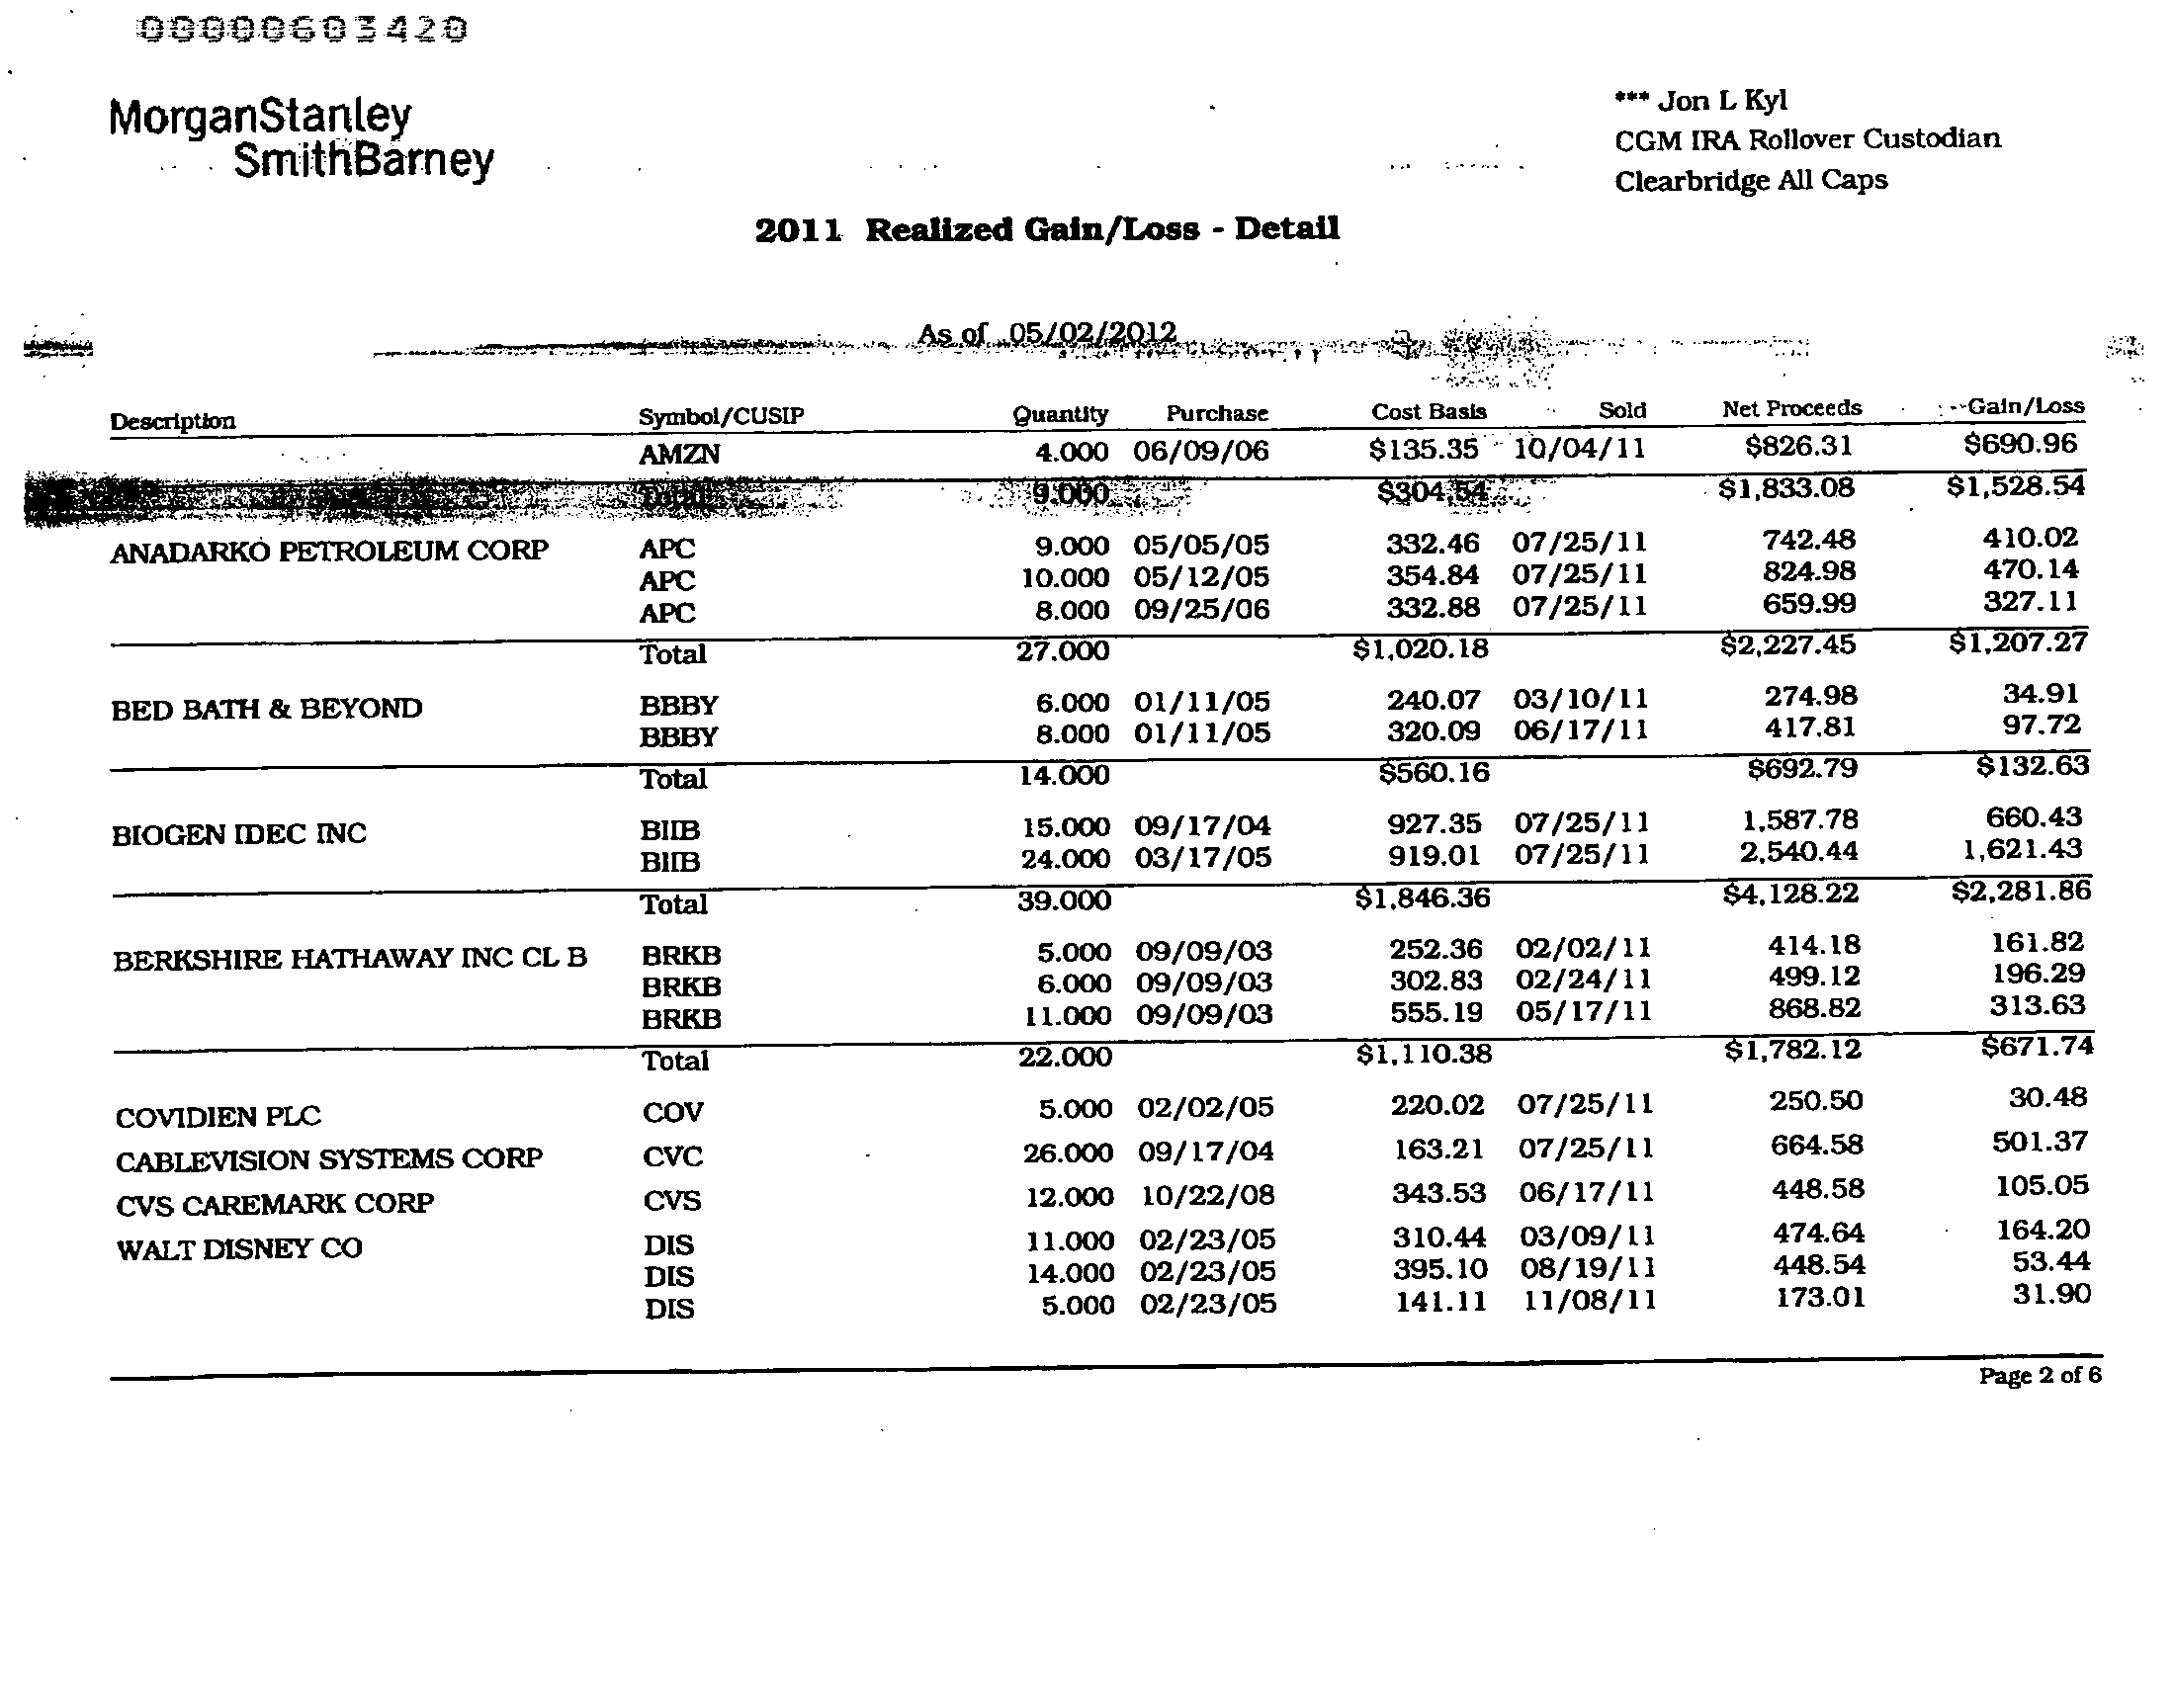 00000603420
MorganStanley
SmithBarney
*** Jon L Kyl
CGM IRA Rollover Custodian
Clearbridge All Caps
2011 Realized Gain/Loss - Detail
As of 05/02/2012
Description Symbol/CUSIP Quantity Purchase Cost Basis Sold Net Proceeds Gain/Loss
AMZN 4.000 06/09/06 $135.35 10/04/11 $826.31 $690.96
Total 9.000 $304.54 $1,833.08 $1,528.54
ANADARKO PETROLEUM CORP APC 9.000 05/05/05 332.46 07/25/11 742.48 410.02
APC 10.000 05/12/05 354.84 07/25/11 824.98 470.14
APC 8.000 09/25/06 332.88 07/25/11 659.99 327.11
Total 27.000 $1,020.18 $2,227.45 $1,207.27
BED BATH & BEYOND BBBY 6.000 01/11/05 240.07 03/10/11 274.98 34.91
BBBY 8.000 01/11/05 320.09 06/17/11 417.81 97.72
Total 14.000 $560.16 $692.79 $132.63
BIOGEN IDEC INC BIIB 15.000 09/17/04 927.35 07/25/11 1,587.78 660.43
BIIB 24.000 03/17/05 919.01 07/25/11 2,540.44 1,621.43
Total 39.000 $1,846.36 $4,128.22 $2,281.86
BERKSHIRE HATHAWAY INC CL B BRKB 5.000 09/09/03 252.36 02/02/11 414.18 161.82
BRKB 6.000 09/09/03 302.83 02/24/11 499.12 196.29
BRKB 11.000 09/09/03 555.19 05/17/11 868.82 313.63
Total 22.000 $1,110.38 $1,782.12 $671.74
COVIDIEN PLC COV 5.000 02/02/05 220.02 07/25/11 250.50 30.48
CABLEVISION SYSTEMS CORP CVC 26.000 09/17/04 163.21 07/25/11 664.58 501.37
CVS CAREMARK CORP CVS 12.000 10/22/08 343.53 06/17/11 448.58 105.05
WALT DISNEY CO DIS 11.000 02/23/05 310.44 03/09/11 474.64 164.20
DIS 14.000 02/23/05 395.10 08/19/11 448.54 53.44
DIS 5.000 02/23/05 141.11 11/08/11 173.01 31.90
Page 2 of 6